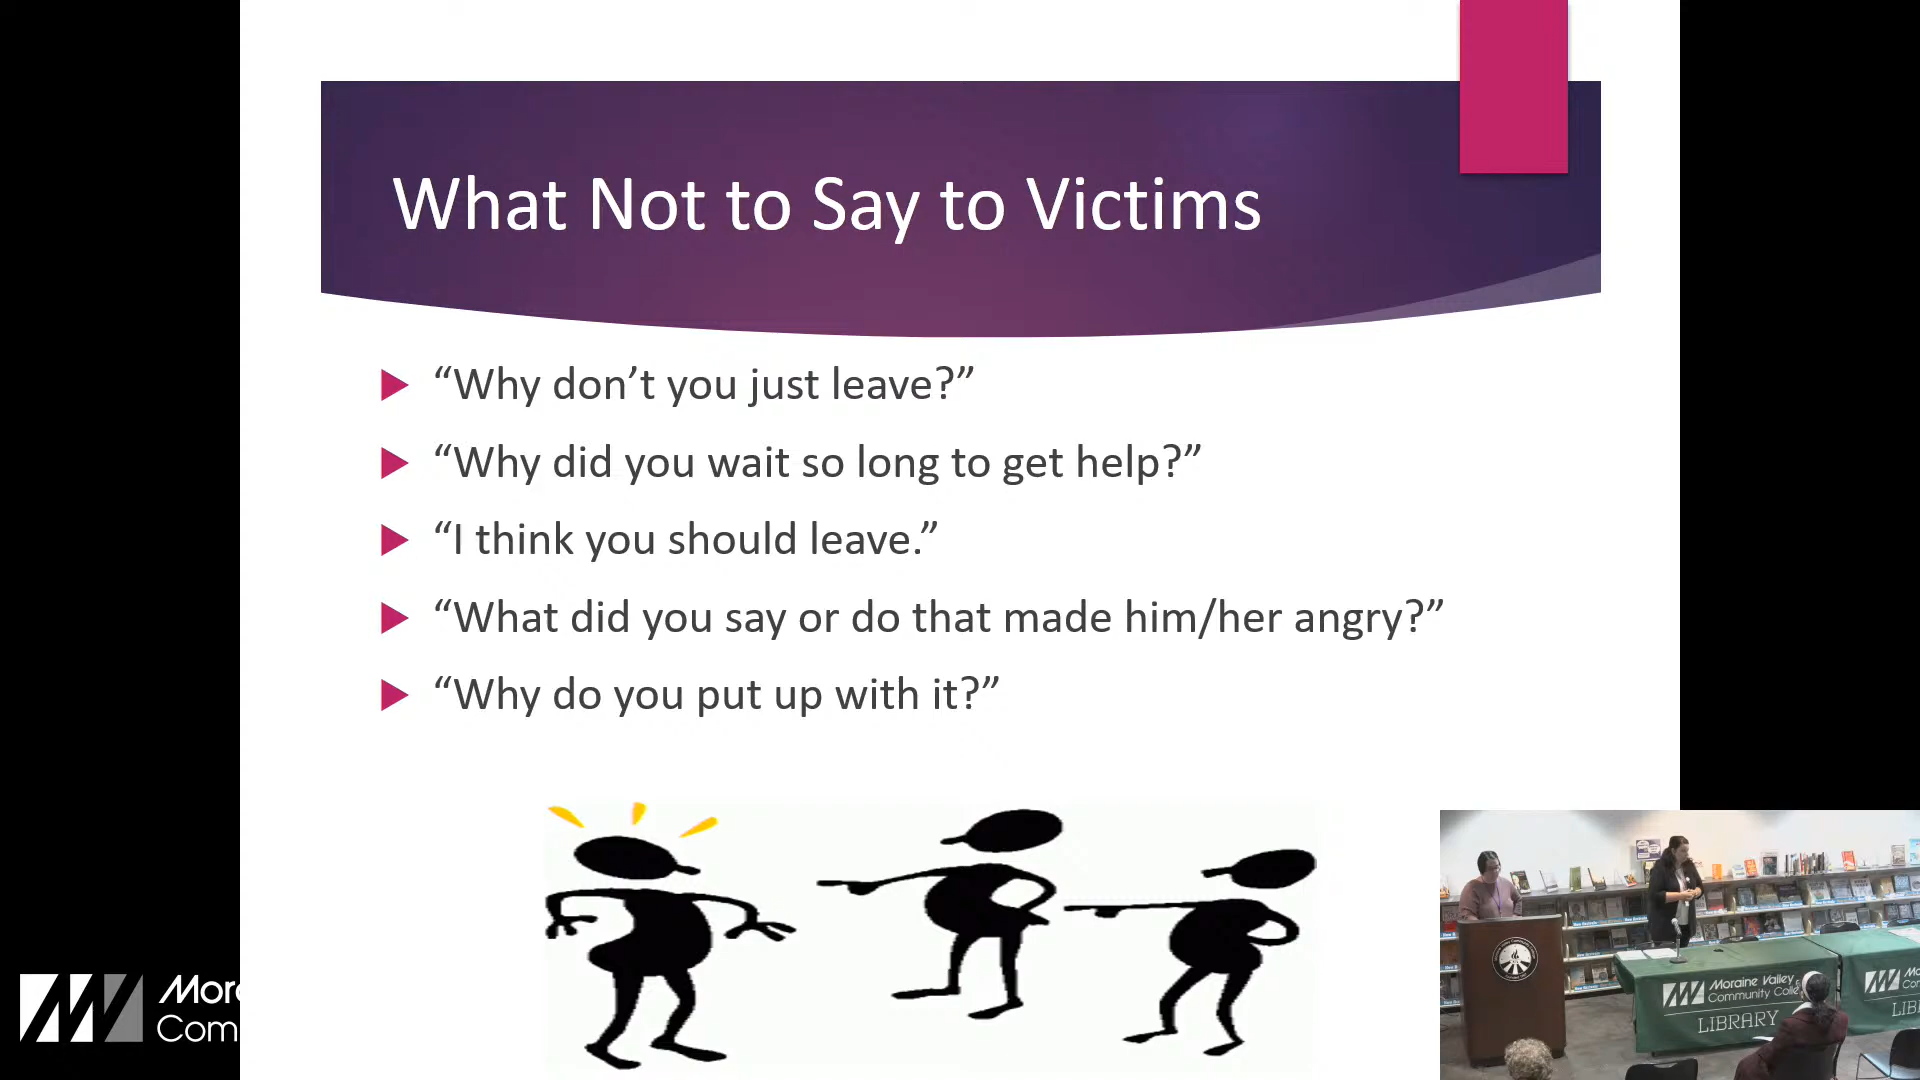 What Not to Say to Victims
“Why don’t you just leave?”
“Why did you wait so long to get help?”
“I think you should leave.”
“What did you say or do that made him/her angry?”
“Why do you put up with it?”
Moraine Valley
Community
LIBRARY